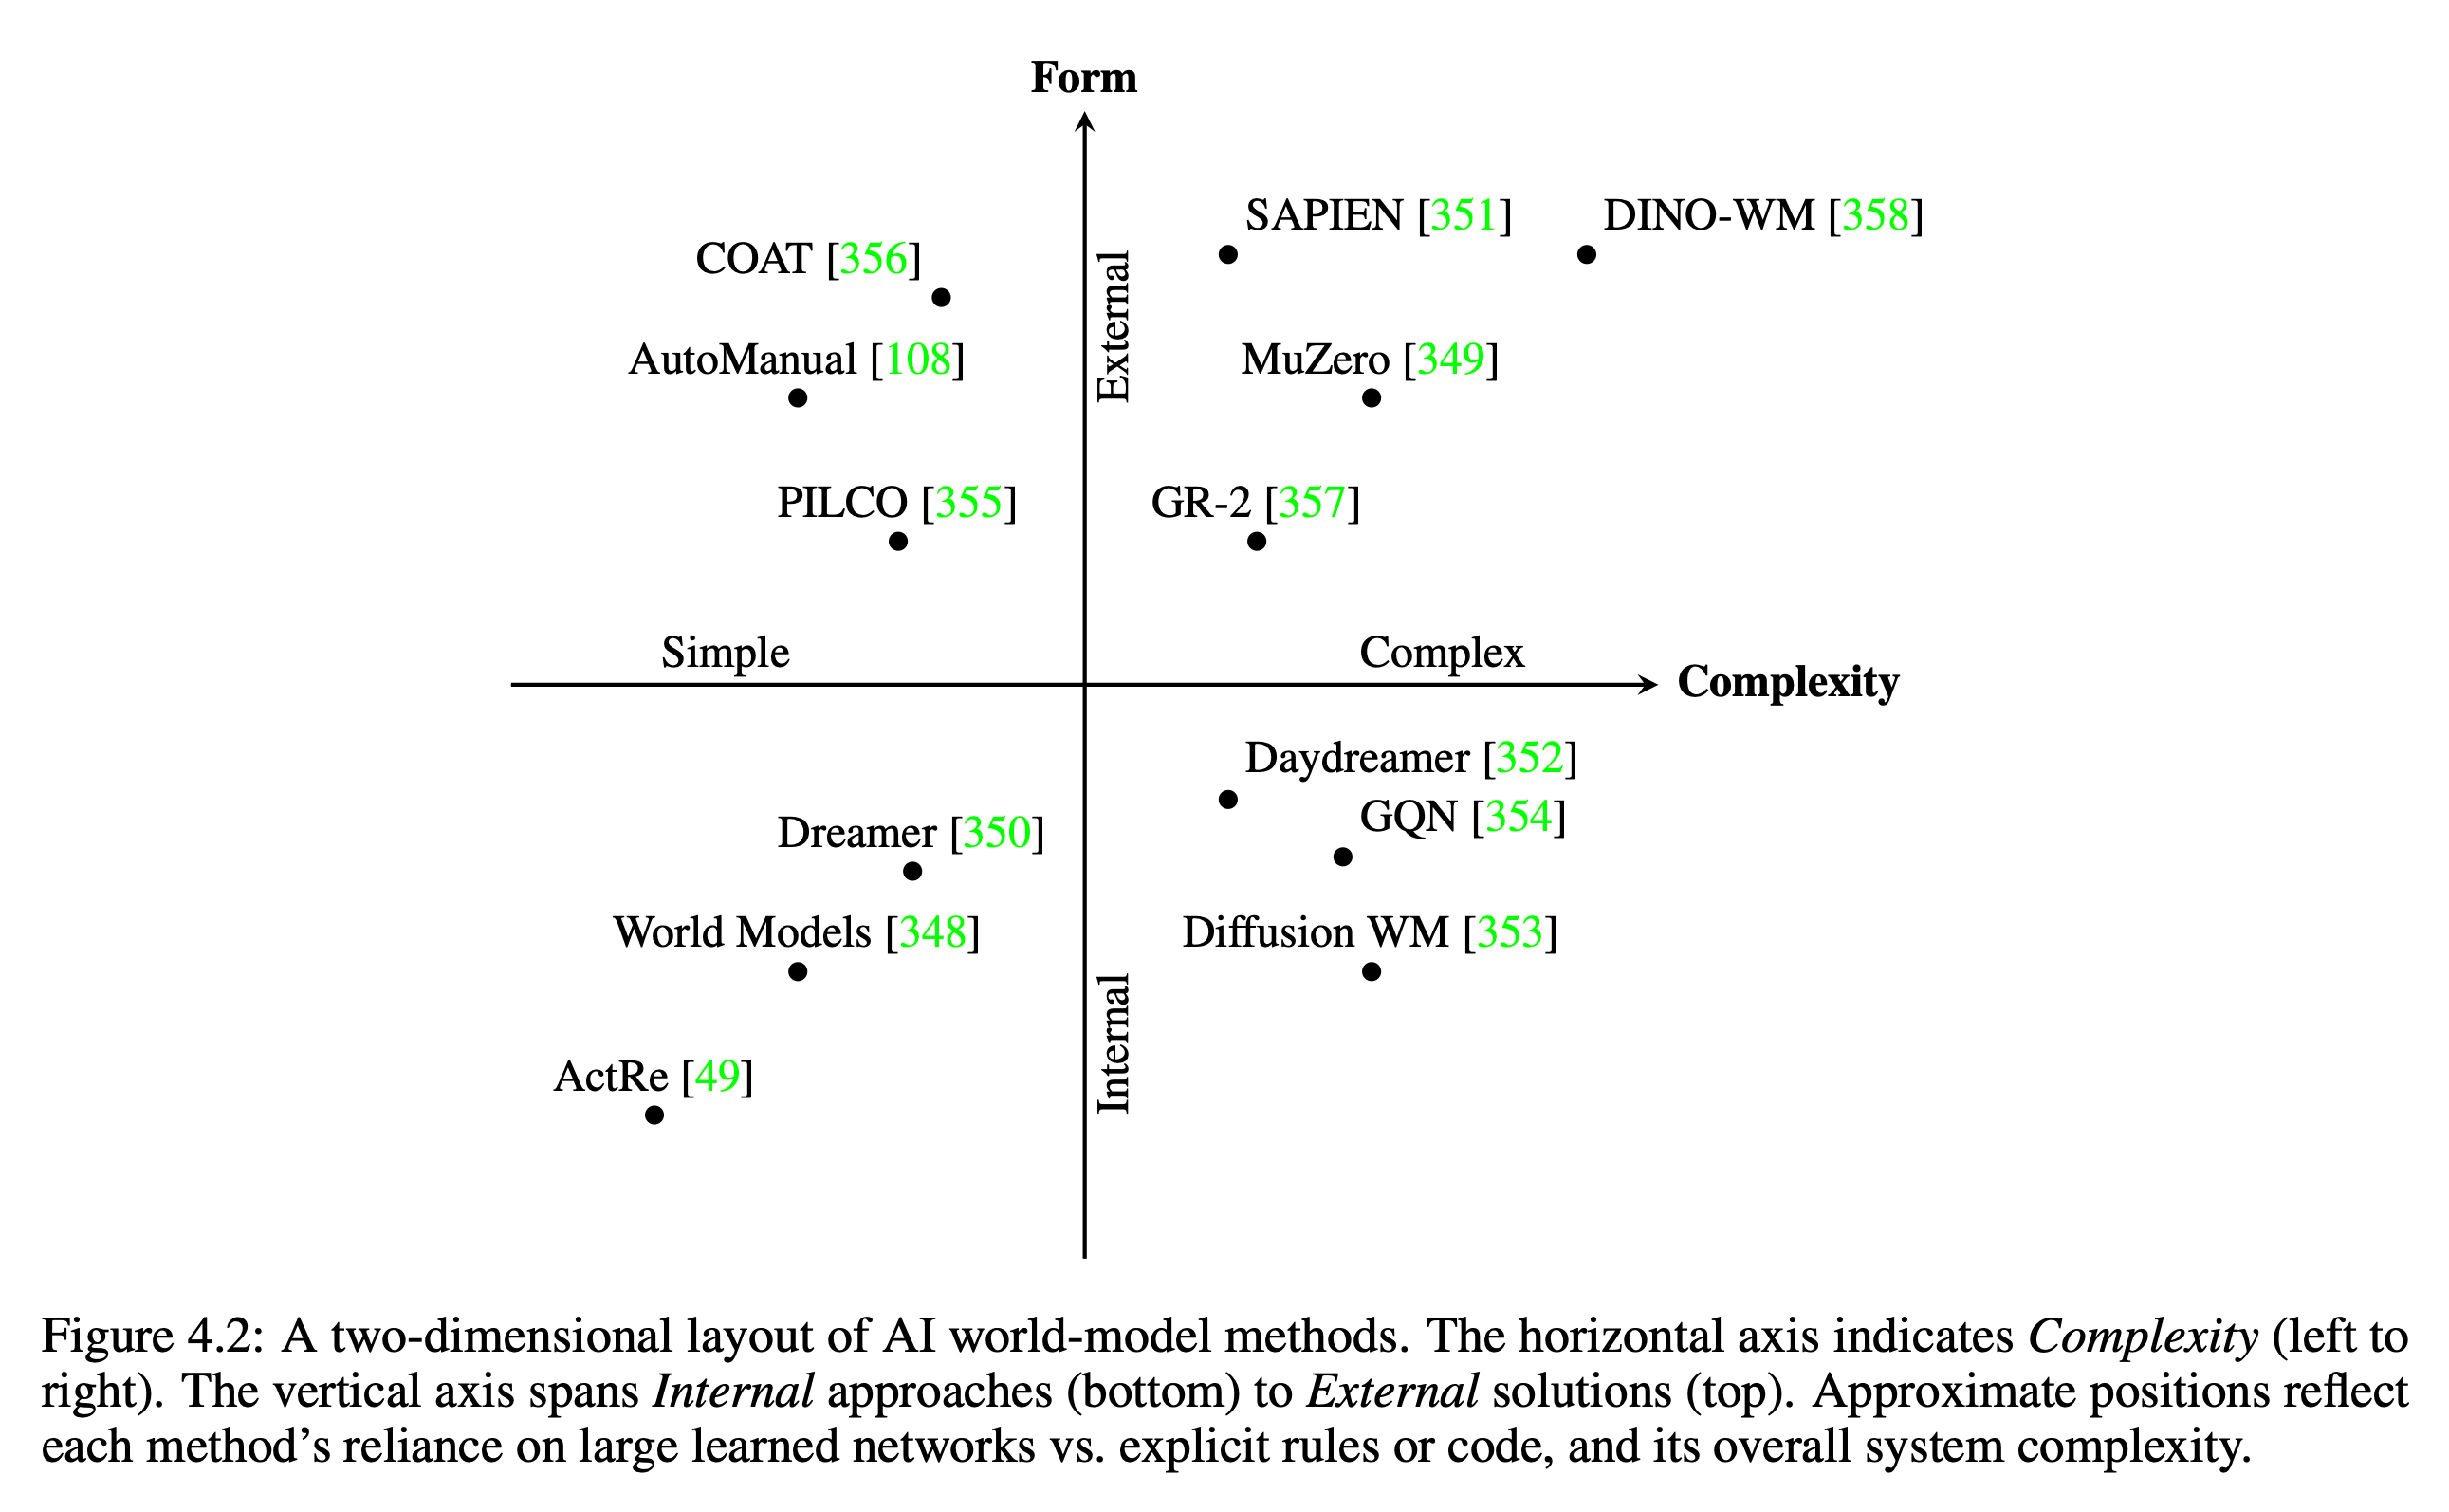 Form
SAPIEN [351]
DINO-WM [358]
COAT [356]
External
AutoManual [108]
MuZero [349]
PILCO [355]
GR-2 [357]
Simple
Complex
Complexity
Daydreamer [352]
GQN [354]
Dreamer [350]
World Models [348]
Diffusion WM [353]
Internal
ActRe [49]
Figure 4.2: A two-dimensional layout of AI world-model methods. The horizontal axis indicates Complexity (left to
right). The vertical axis spans Internal approaches (bottom) to External solutions (top). Approximate positions reflect
each method’s reliance on large learned networks vs. explicit rules or code, and its overall system complexity.